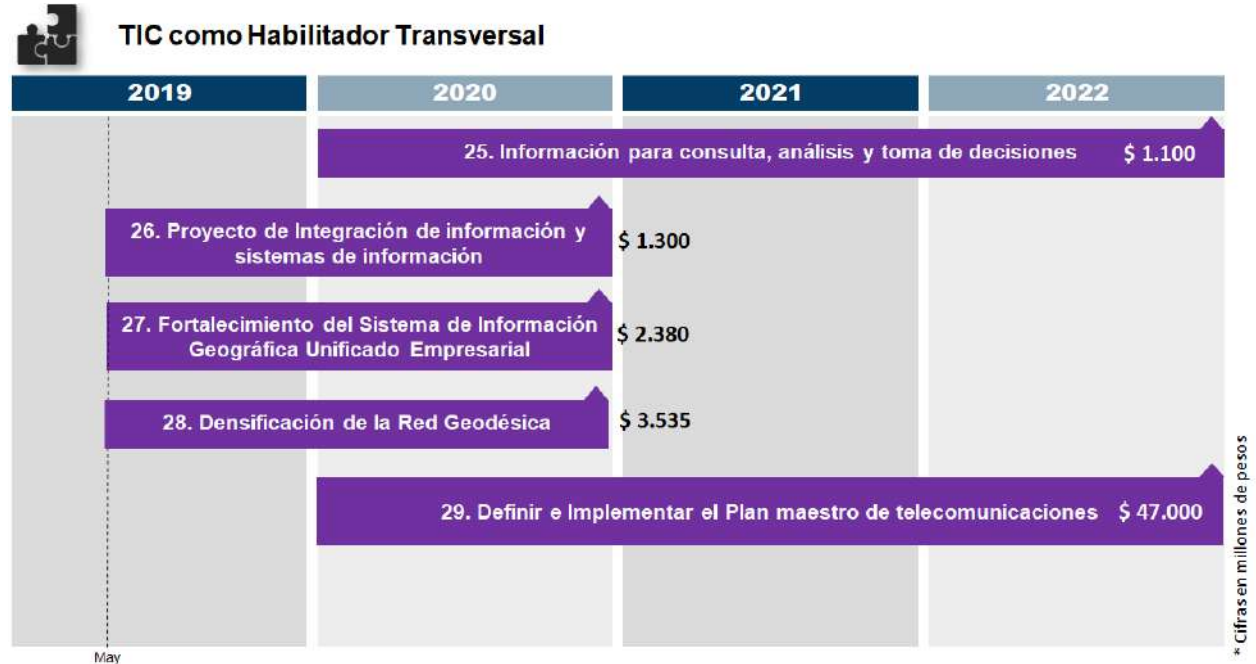 TIC como Habilitador Transversal
2019
2020
2021
2022
25. Información para consulta, análisis y toma de decisiones
$ 1.100
26. Proyecto de Integración de información y
sistemas de información
$ 1.300
27. Fortalecimiento del Sistema de Información
Geográfica Unificado Empresarial
$ 2.380
28. Densificación de la Red Geodésica
$ 3.535
29. Definir e Implementar el Plan maestro de telecomunicaciones
$ 47.000
May
* Cifras en millones de pesos